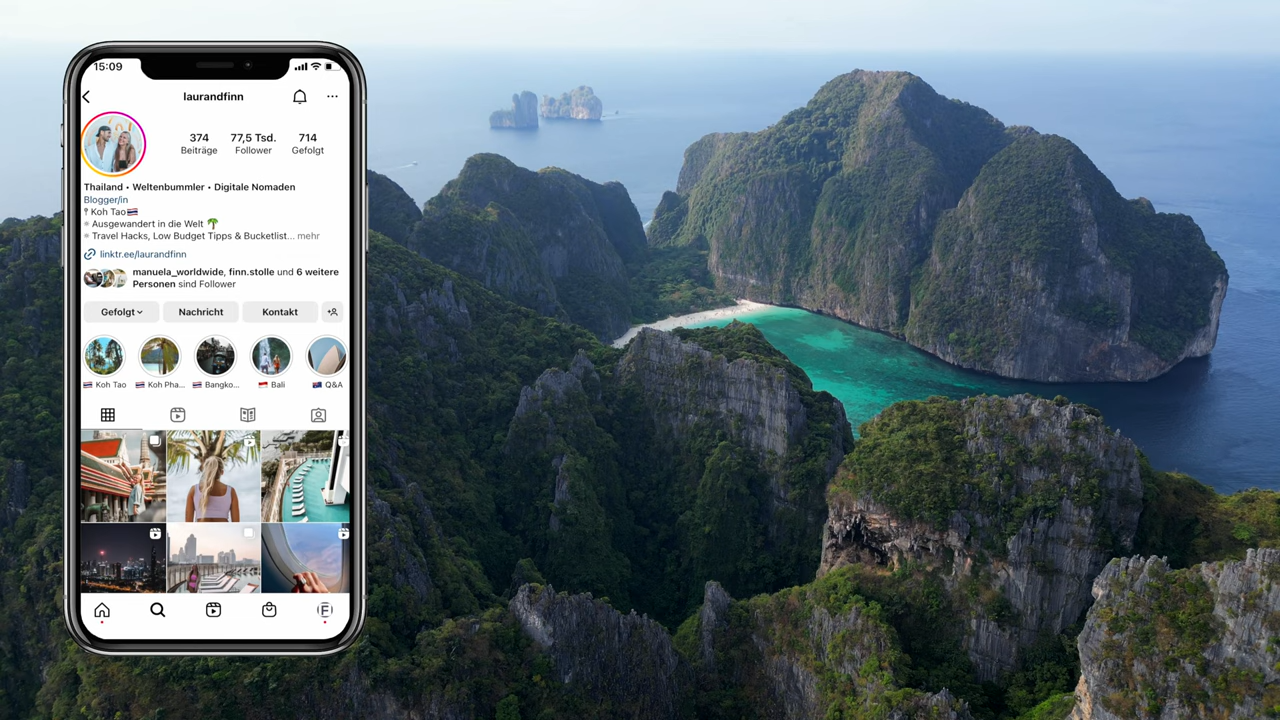 15:09
laurandfinn
374
77,5 Tsd.
714
Beiträge
Follower
Gefolgt
Thailand • Weltenbummler • Digitale Nomaden
Blogger/in
📍 Koh Tao🇹🇭
Ausgewandert in die Welt 🌴
Travel Hacks, Low Budget Tipps & Bucketlist... mehr
linktr.ee/laurandfinn
manuela_worldwide, finn.stolle und 6 weitere
Personen sind Follower
Gefolgt
Nachricht
Kontakt
🇹🇭 Koh Tao
🇹🇭 Koh Pha...
🇹🇭 Bangko...
🇮🇩 Bali
🇦🇺 Q&A